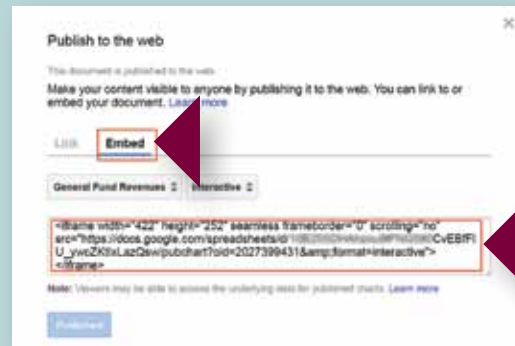 Publish to the web
This document is published to the web.
Make your content visible to anyone by publishing it to the web. You can link to or
embed your document. Learn more
Link Embed
General Fund Revenues Interactive
<iframe width="422" height="252" seamless frameborder="0" scrolling="no"
src="https://docs.google.com/spreadsheets/d/
pubchart?oid=2027399431&amp;format=interactive">
</iframe>
Note: Viewers may be able to access the underlying data for published charts. Learn more
Published